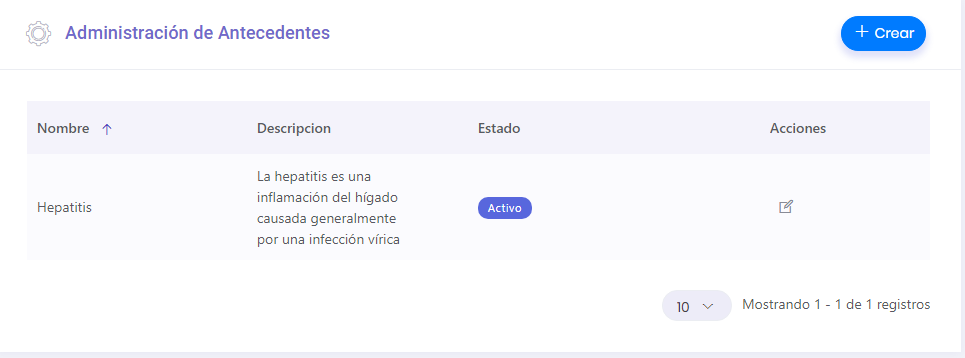 Administración de Antecedentes
+ Crear
Nombre ↑ Descripcion Estado Acciones
Hepatitis
La hepatitis es una
inflamación del hígado
causada generalmente
por una infección vírica
Activo
10
Mostrando 1 - 1 de 1 registros